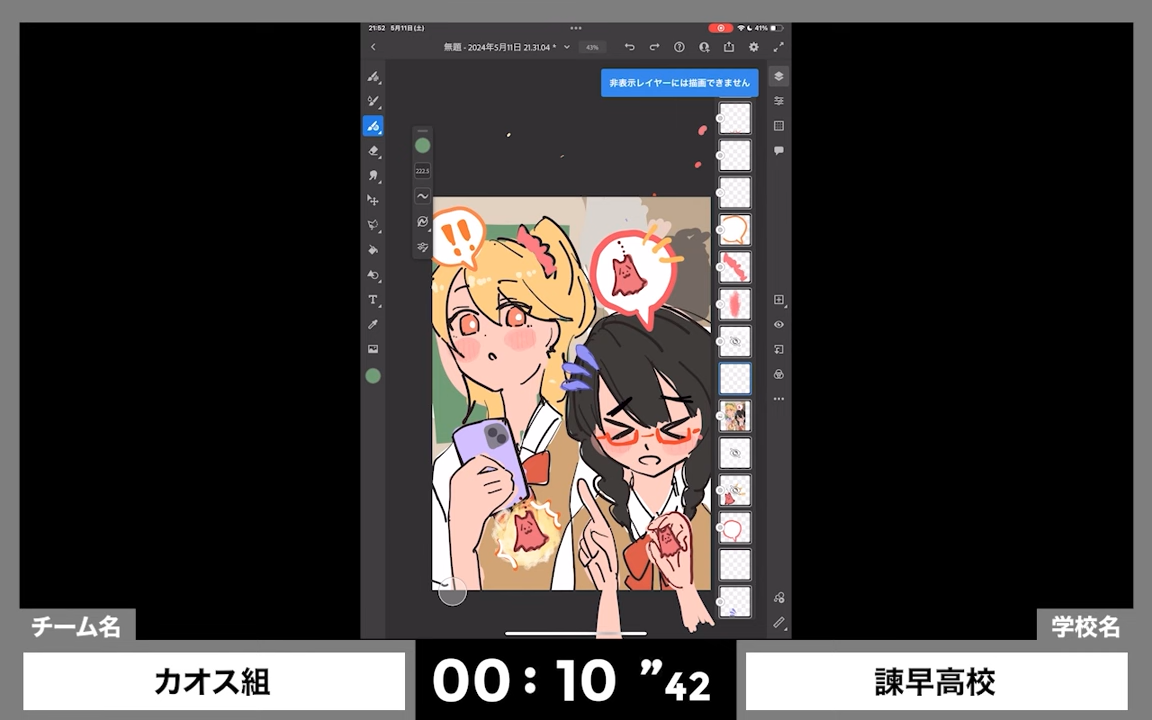 21:52 5月11日(土)
41%
無題 - 2024年5月11日 21.31.04 *
43%
非表示レイヤーには描画できません
222.5
!!
T
チーム名
学校名
カオス組
00:10 "42
諫早高校